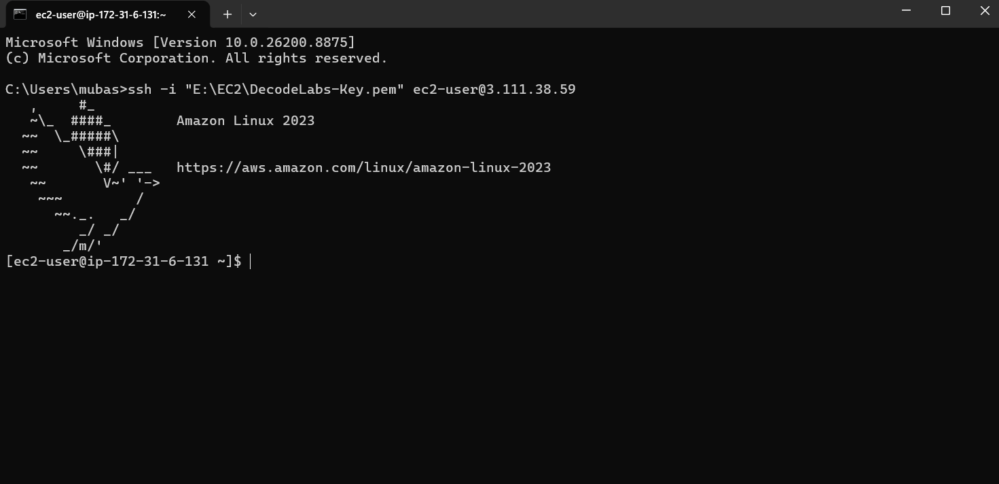 ec2-user@ip-172-31-6-131:~
Microsoft Windows [Version 10.0.26200.8875]
(c) Microsoft Corporation. All rights reserved.
C:\Users\mubas>ssh -i "E:\EC2\DecodeLabs-Key.pem" ec2-user@3.111.38.59
   ,     #_
   ~\_  ####_        Amazon Linux 2023
  ~~  \_#####\
  ~~     \###|
  ~~       \#/ ___   https://aws.amazon.com/linux/amazon-linux-2023
   ~~       V~' '->
    ~~~         /
      ~~._.   _/
         _/ _/
       _/m/'
[ec2-user@ip-172-31-6-131 ~]$